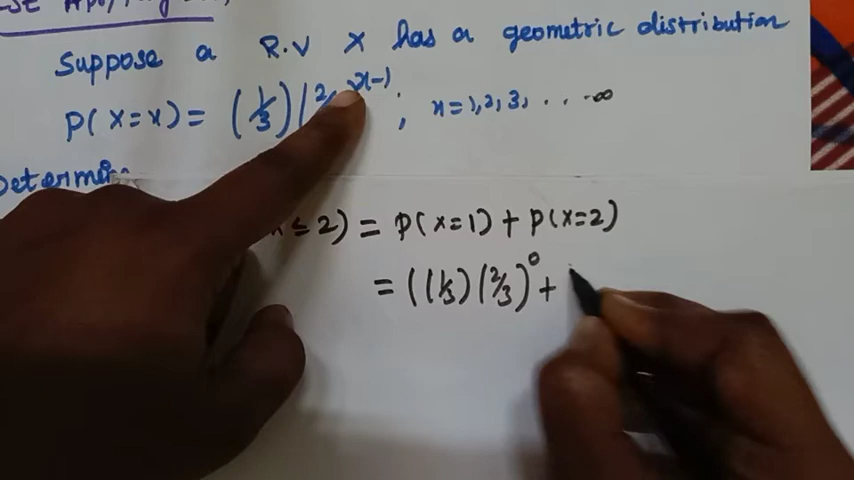 Suppose a R.V X has a geometric distribution
P(X=x) = (1/3)(2/ x-1 ; x=1,2,3, . . . ∞
Determine
≤2) = P(X=1) + P(X=2)
= ((1/3)(2/3)^0 +